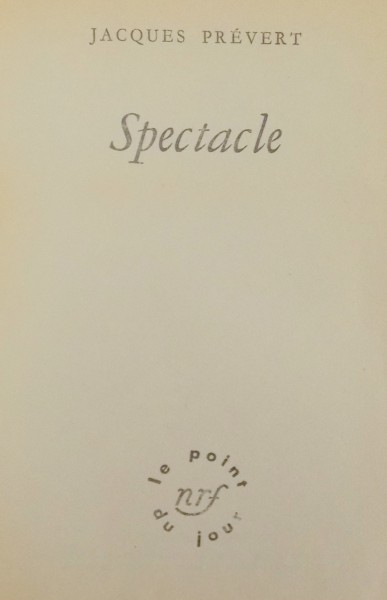 JACQUES PRÉVERT
Spectacle
le point du jour
nrf